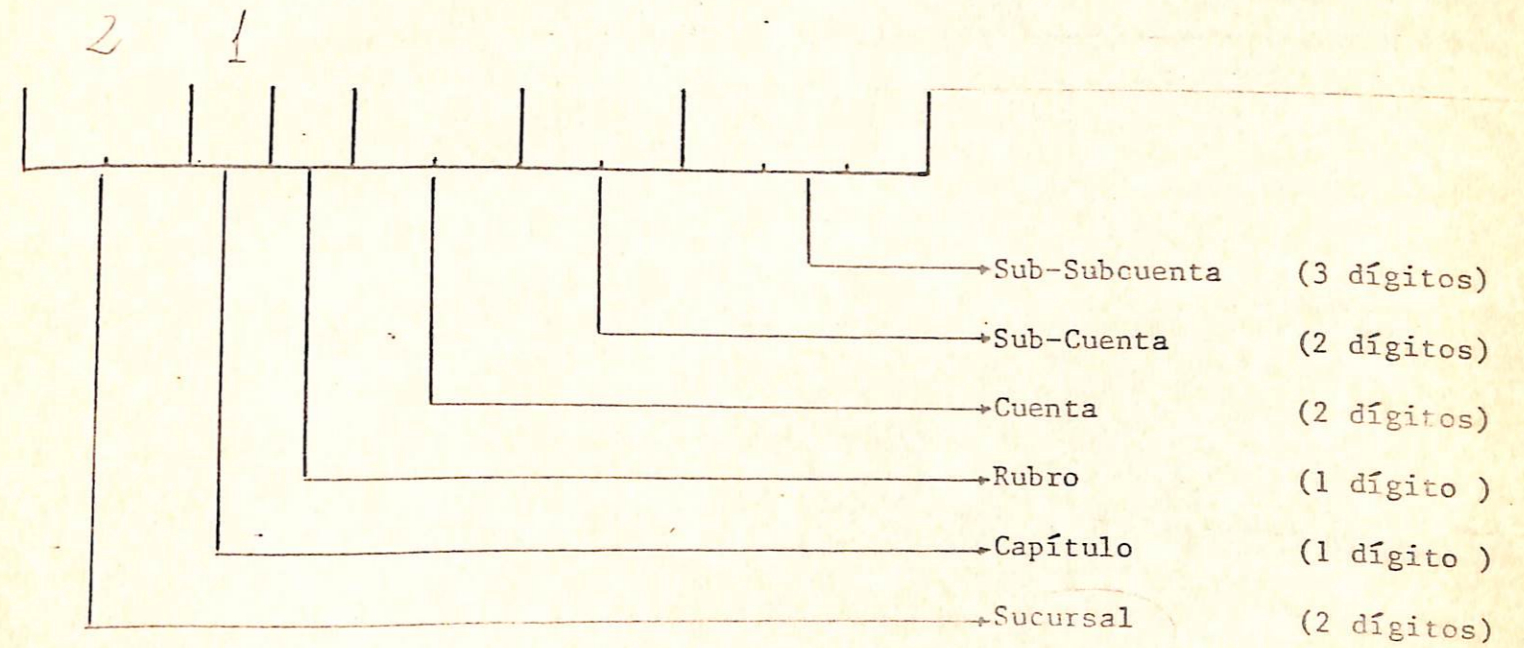 2 1
Sub-Subcuenta (3 dígitos)
Sub-Cuenta (2 dígitos)
Cuenta (2 dígitos)
Rubro (1 dígito )
Capítulo (1 dígito )
Sucursal (2 dígitos)